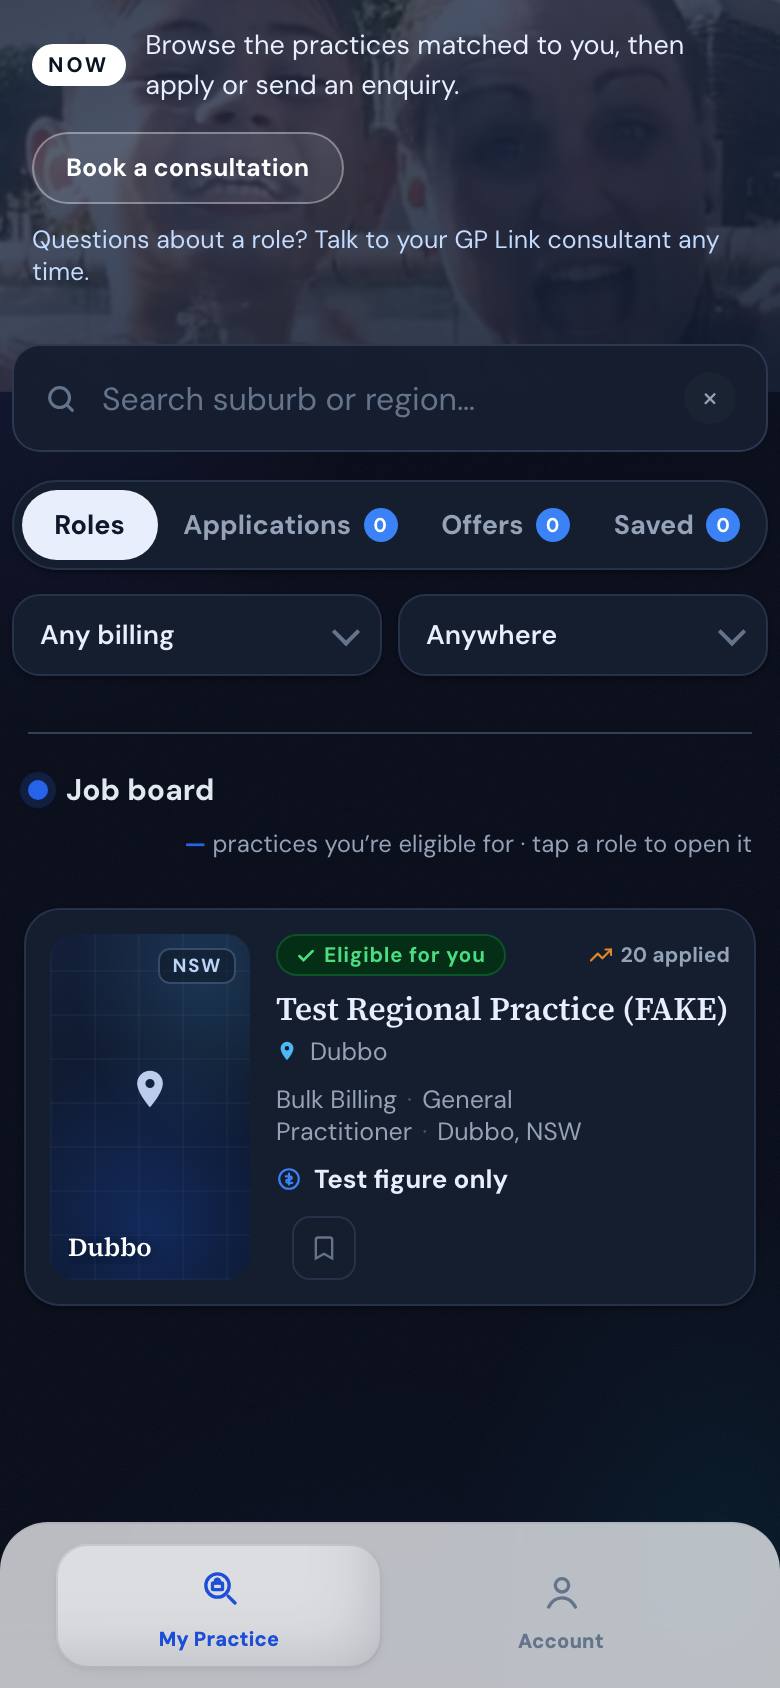 NOW
Browse the practices matched to you, then
apply or send an enquiry.
Book a consultation
Questions about a role? Talk to your GP Link consultant any
time.
Search suburb or region...
Roles
Applications 0
Offers 0
Saved 0
Any billing
Anywhere
Job board
— practices you’re eligible for · tap a role to open it
NSW
Eligible for you
20 applied
Test Regional Practice (FAKE)
Dubbo
Bulk Billing · General
Practitioner · Dubbo, NSW
Test figure only
Dubbo
My Practice
Account